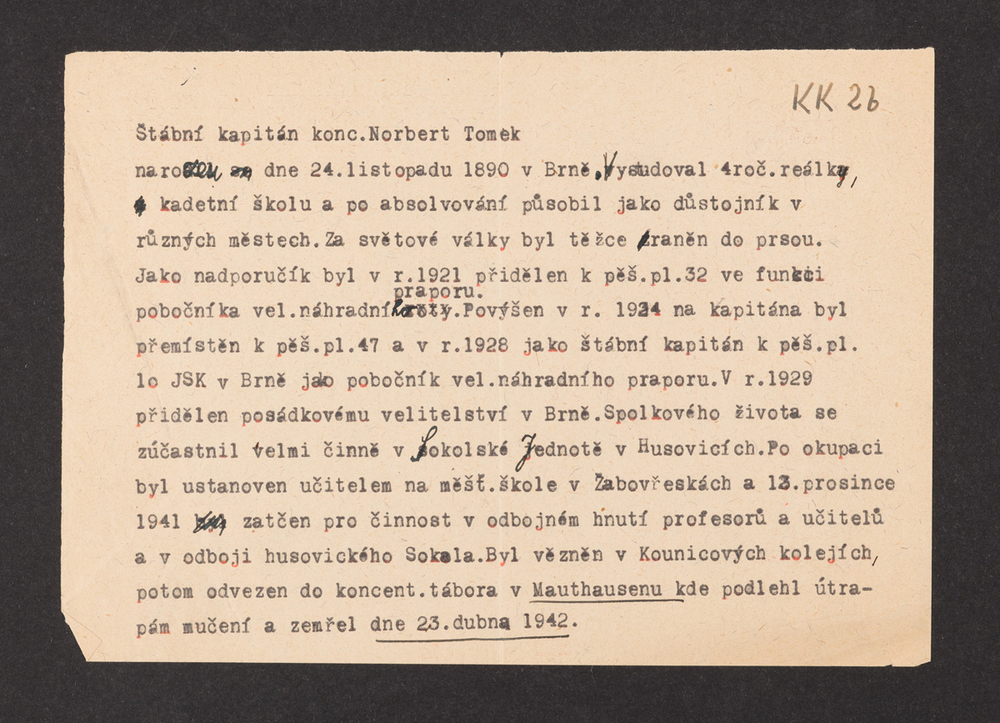 KK 26
Štábní kapitán konc.Norbert Tomek
narozen dne 24.listopadu 1890 v Brně,Vysudoval 4roč.reálky,
kadetní školu a po absolvování působil jako důstojník v
různých městech.Za světové války byl těžce zraněn do prsou.
Jako nadporučík byl v r.1921 přidělen k pěš.pl.32 ve funkci
praporu.
pobočníka vel.náhradní roty.Povýšen v r. 1924 na kapitána byl
přemístěn k pěš.pl.47 a v r.1928 jako štábní kapitán k pěš.pl.
lo JSK v Brně jako pobočník vel.náhradního praporu.V r.1929
přidělen posádkovému velitelství v Brně.Spolkového života se
zúčastnil velmi činně v Sokolské Jednotě v Husovicích.Po okupaci
byl ustanoven učitelem na měšť.škole v Žabovřeskách a 13.prosince
1941 zatčen pro činnost v odbojném hnutí profesorů a učitelů
a v odboji husovického Sokola.Byl vězněn v Kounicových kolejích,
potom odvezen do koncent.tábora v Mauthausenu kde podlehl útra-
pám mučení a zemřel dne 23.dubna 1942.